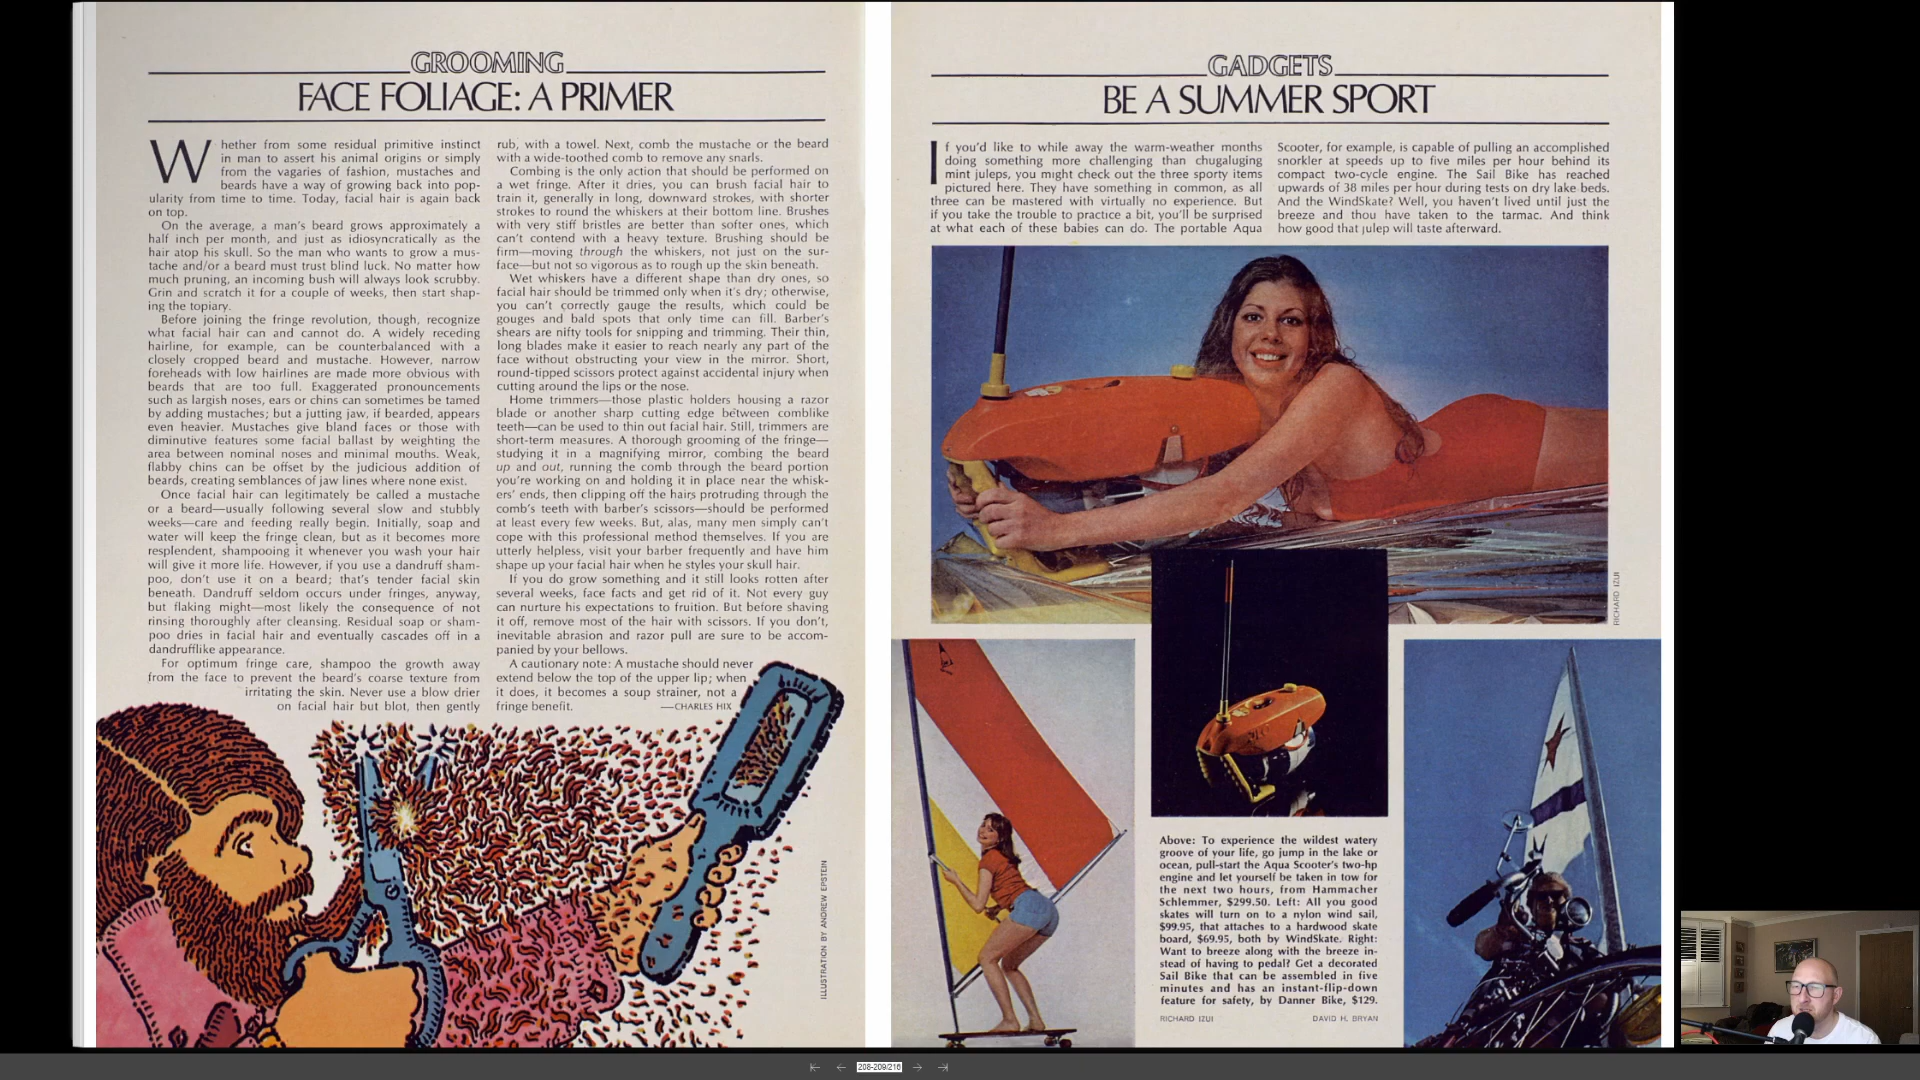 GROOMING
FACE FOLIAGE: A PRIMER
Whether from some residual primitive instinct
in man to assert his animal origins or simply
from the vagaries of fashion, mustaches and
beards have a way of growing back into pop-
ularity from time to time. Today, facial hair is again back
on top.
On the average, a man's beard grows approximately a
half inch per month, and just as idiosyncratically as the
hair atop his skull. So the man who wants to grow a mus-
tache and/or a beard must trust blind luck. No matter how
much pruning, an incoming bush will always look scrubby.
Grin and scratch it for a couple of weeks, then start shap-
ing the topiary.
Before joining the fringe revolution, though, recognize
what facial hair can and cannot do. A widely receding
hairline, for example, can be counterbalanced with a
closely cropped beard and mustache. However, narrow
foreheads with low hairlines are made more obvious with
beards that are too full. Exaggerated pronouncements
such as largish noses, ears or chins can sometimes be tamed
by adding mustaches; but a jutting jaw, if bearded, appears
even heavier. Mustaches give bland faces or those with
diminutive features some facial ballast by weighting the
area between nominal noses and minimal mouths. Weak,
flabby chins can be offset by the judicious addition of
beards, creating semblances of jaw lines where none exist.
Once facial hair can legitimately be called a mustache
or a beard—usually following several slow and stubbly
weeks—care and feeding really begin. Initially, soap and
water will keep the fringe clean, but as it becomes more
resplendent, shampooing it whenever you wash your hair
will give it more life. However, if you use a dandruff sham-
poo, don't use it on a beard; that's tender facial skin
beneath. Dandruff seldom occurs under fringes, anyway,
but flaking might—most likely the consequence of not
rinsing thoroughly after cleansing. Residual soap or sham-
poo dries in facial hair and eventually cascades off in a
dandrufflike appearance.
For optimum fringe care, shampoo the growth away
from the face to prevent the beard's coarse texture from
irritating the skin. Never use a blow drier
on facial hair but blot, then gently
rub, with a towel. Next, comb the mustache or the beard
with a wide-toothed comb to remove any snarls.
Combing is the only action that should be performed on
a wet fringe. After it dries, you can brush facial hair to
train it, generally in long, downward strokes, with shorter
strokes to round the whiskers at their bottom line. Brushes
with very stiff bristles are better than softer ones, which
can't contend with a heavy texture. Brushing should be
firm—moving through the whiskers, not just on the sur-
face—but not so vigorous as to rough up the skin beneath.
Wet whiskers have a different shape than dry ones, so
facial hair should be trimmed only when it's dry; otherwise,
you can't correctly gauge the results, which could be
gouges and bald spots that only time can fill. Barber's
shears are nifty tools for snipping and trimming. Their thin,
long blades make it easier to reach nearly any part of the
face without obstructing your view in the mirror. Short,
round-tipped scissors protect against accidental injury when
cutting around the lips or the nose.
Home trimmers—those plastic holders housing a razor
blade or another sharp cutting edge between comblike
teeth—can be used to thin out facial hair. Still, trimmers are
short-term measures. A thorough grooming of the fringe—
studying it in a magnifying mirror, combing the beard
up and out, running the comb through the beard portion
you're working on and holding it in place near the whisk-
ers' ends, then clipping off the hairs protruding through the
comb's teeth with barber's scissors—should be performed
at least every few weeks. But, alas, many men simply can't
cope with this professional method themselves. If you are
utterly helpless, visit your barber frequently and have him
shape up your facial hair when he styles your skull hair.
If you do grow something and it still looks rotten after
several weeks, face facts and get rid of it. Not every guy
can nurture his expectations to fruition. But before shaving
it off, remove most of the hair with scissors. If you don't,
inevitable abrasion and razor pull are sure to be accom-
panied by your bellows.
A cautionary note: A mustache should never
extend below the top of the upper lip; when
it does, it becomes a soup strainer, not a
fringe benefit. —CHARLES HIX
ILLUSTRATION BY ANDREW EPSTEIN
GADGETS
BE A SUMMER SPORT
If you'd like to while away the warm-weather months
doing something more challenging than chugaluging
mint juleps, you might check out the three sporty items
pictured here. They have something in common, as all
three can be mastered with virtually no experience. But
if you take the trouble to practice a bit, you'll be surprised
at what each of these babies can do. The portable Aqua
Scooter, for example, is capable of pulling an accomplished
snorkler at speeds up to five miles per hour behind its
compact two-cycle engine. The Sail Bike has reached
upwards of 38 miles per hour during tests on dry lake beds.
And the WindSkate? Well, you haven't lived until just the
breeze and thou have taken to the tarmac. And think
how good that julep will taste afterward.
RICHARD IZUI
Above: To experience the wildest watery
groove of your life, go jump in the lake or
ocean, pull-start the Aqua Scooter's two-hp
engine and let yourself be taken in tow for
the next two hours, from Hammacher
Schlemmer, $299.50. Left: All you good
skates will turn on to a nylon wind sail,
$99.95, that attaches to a hardwood skate
board, $69.95, both by WindSkate. Right:
Want to breeze along with the breeze in-
stead of having to pedal? Get a decorated
Sail Bike that can be assembled in five
minutes and has an instant-flip-down
feature for safety, by Danner Bike, $129.
RICHARD IZUI DAVID H. BRYAN
208-209/216